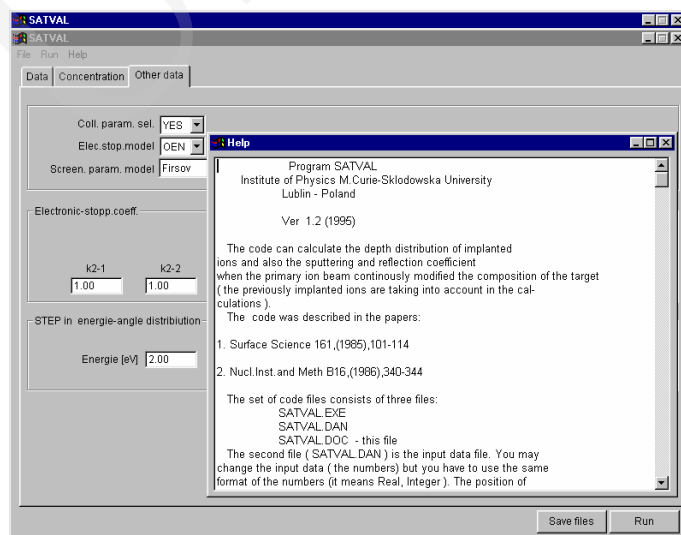 SATVAL
SATVAL
File Run Help
Data Concentration Other data
Coll. param. sel. YES
Elec.stop.model OEN
Screen. param. model Firsov
Electronic-stopp.coeff.
k2-1 k2-2
1.00 1.00
STEP in energie-angle distribiution
Energie [eV] 2.00
Help
Program SATVAL
Institute of Physics M.Curie-Sklodowska University
Lublin - Poland
Ver 1.2 (1995)
The code can calculate the depth distribution of implanted
ions and also the sputtering and reflection coefficient
when the primary ion beam continously modified the composition of the target
( the previously implanted ions are taking into account in the cal-
culations ).
The code was described in the papers:
1. Surface Science 161,(1985),101-114
2. Nucl.Inst.and Meth B16,(1986),340-344
The set of code files consists of three files:
SATVAL.EXE
SATVAL.DAN
SATVAL.DOC - this file
The second file ( SATVAL.DAN ) is the input data file. You may
change the input data ( the numbers) but you have to use the same
format of the numbers (it means Real, Integer ). The position of
Save files Run